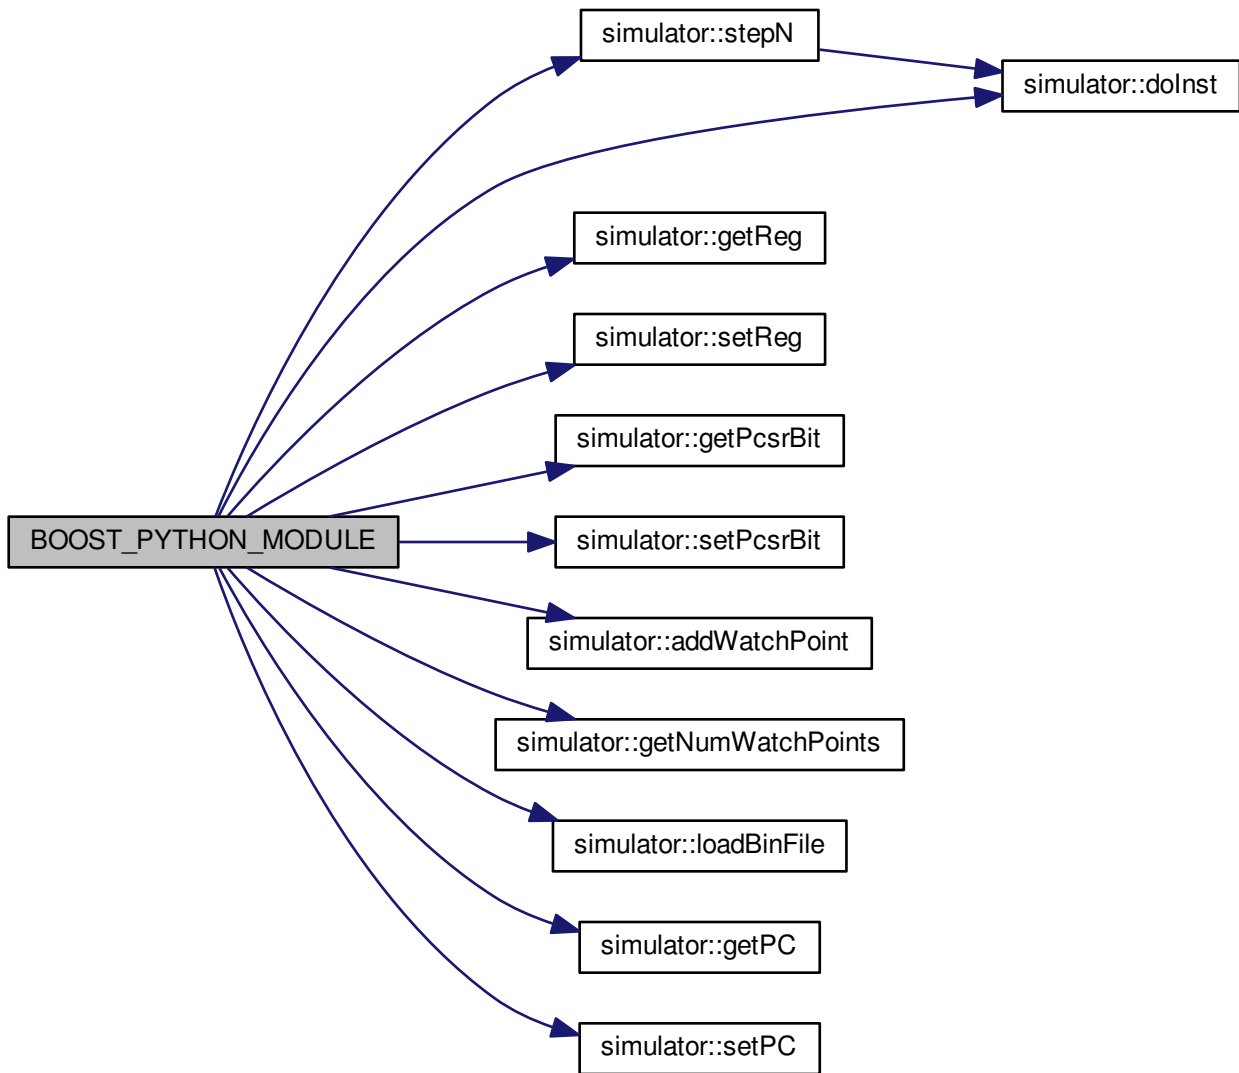 simulator::stepN
simulator::doInst
simulator::getReg
simulator::setReg
simulator::getPcsrBit
BOOST_PYTHON_MODULE
simulator::setPcsrBit
simulator::addWatchPoint
simulator::getNumWatchPoints
simulator::loadBinFile
simulator::getPC
simulator::setPC